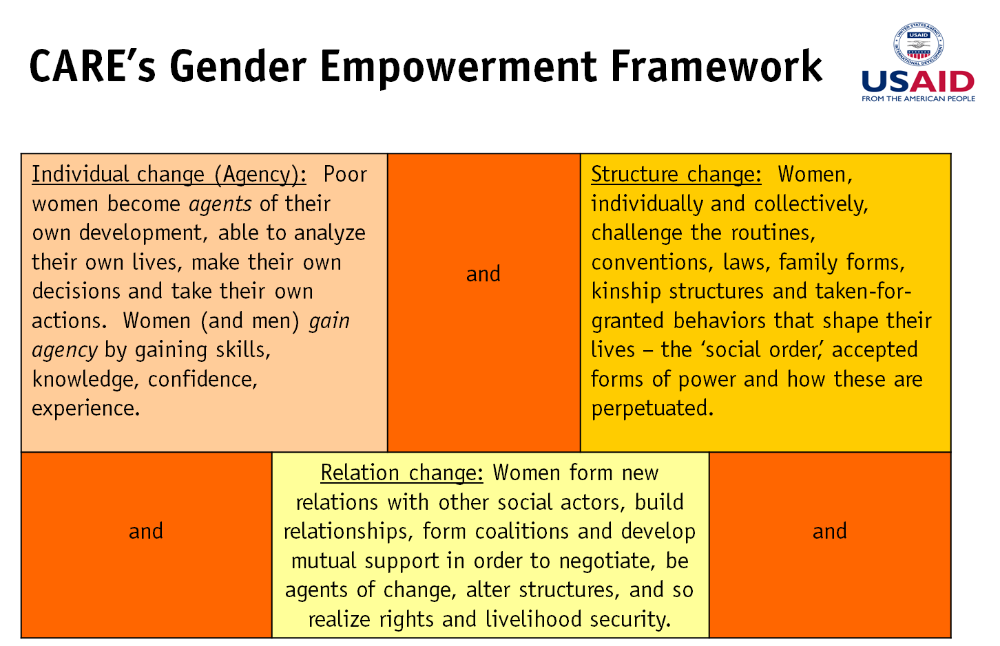 CARE’s Gender Empowerment Framework
UNITED STATES AGENCY
USAID
INTERNATIONAL DEVELOPMENT
USAID
FROM THE AMERICAN PEOPLE
Individual change (Agency): Poor
women become agents of their
own development, able to analyze
their own lives, make their own
decisions and take their own
actions. Women (and men) gain
agency by gaining skills,
knowledge, confidence,
experience.
and
Structure change: Women,
individually and collectively,
challenge the routines,
conventions, laws, family forms,
kinship structures and taken-for-
granted behaviors that shape their
lives – the ‘social order,’ accepted
forms of power and how these are
perpetuated.
and
Relation change: Women form new
relations with other social actors, build
relationships, form coalitions and develop
mutual support in order to negotiate, be
agents of change, alter structures, and so
realize rights and livelihood security.
and